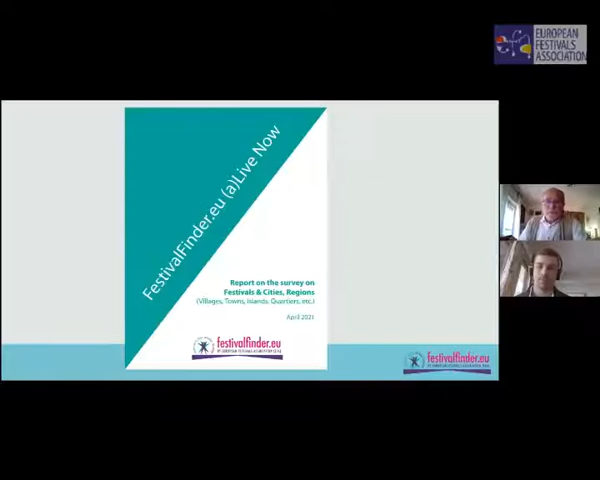 EUROPEAN
FESTIVALS
ASSOCIATION
FestivalFinder.eu (a)Live Now
Report on the survey on
Festivals & Cities, Regions
(Villages, Towns, Islands, Quartiers, etc.)
April 2021
festivalfinder.eu
festivalfinder.eu